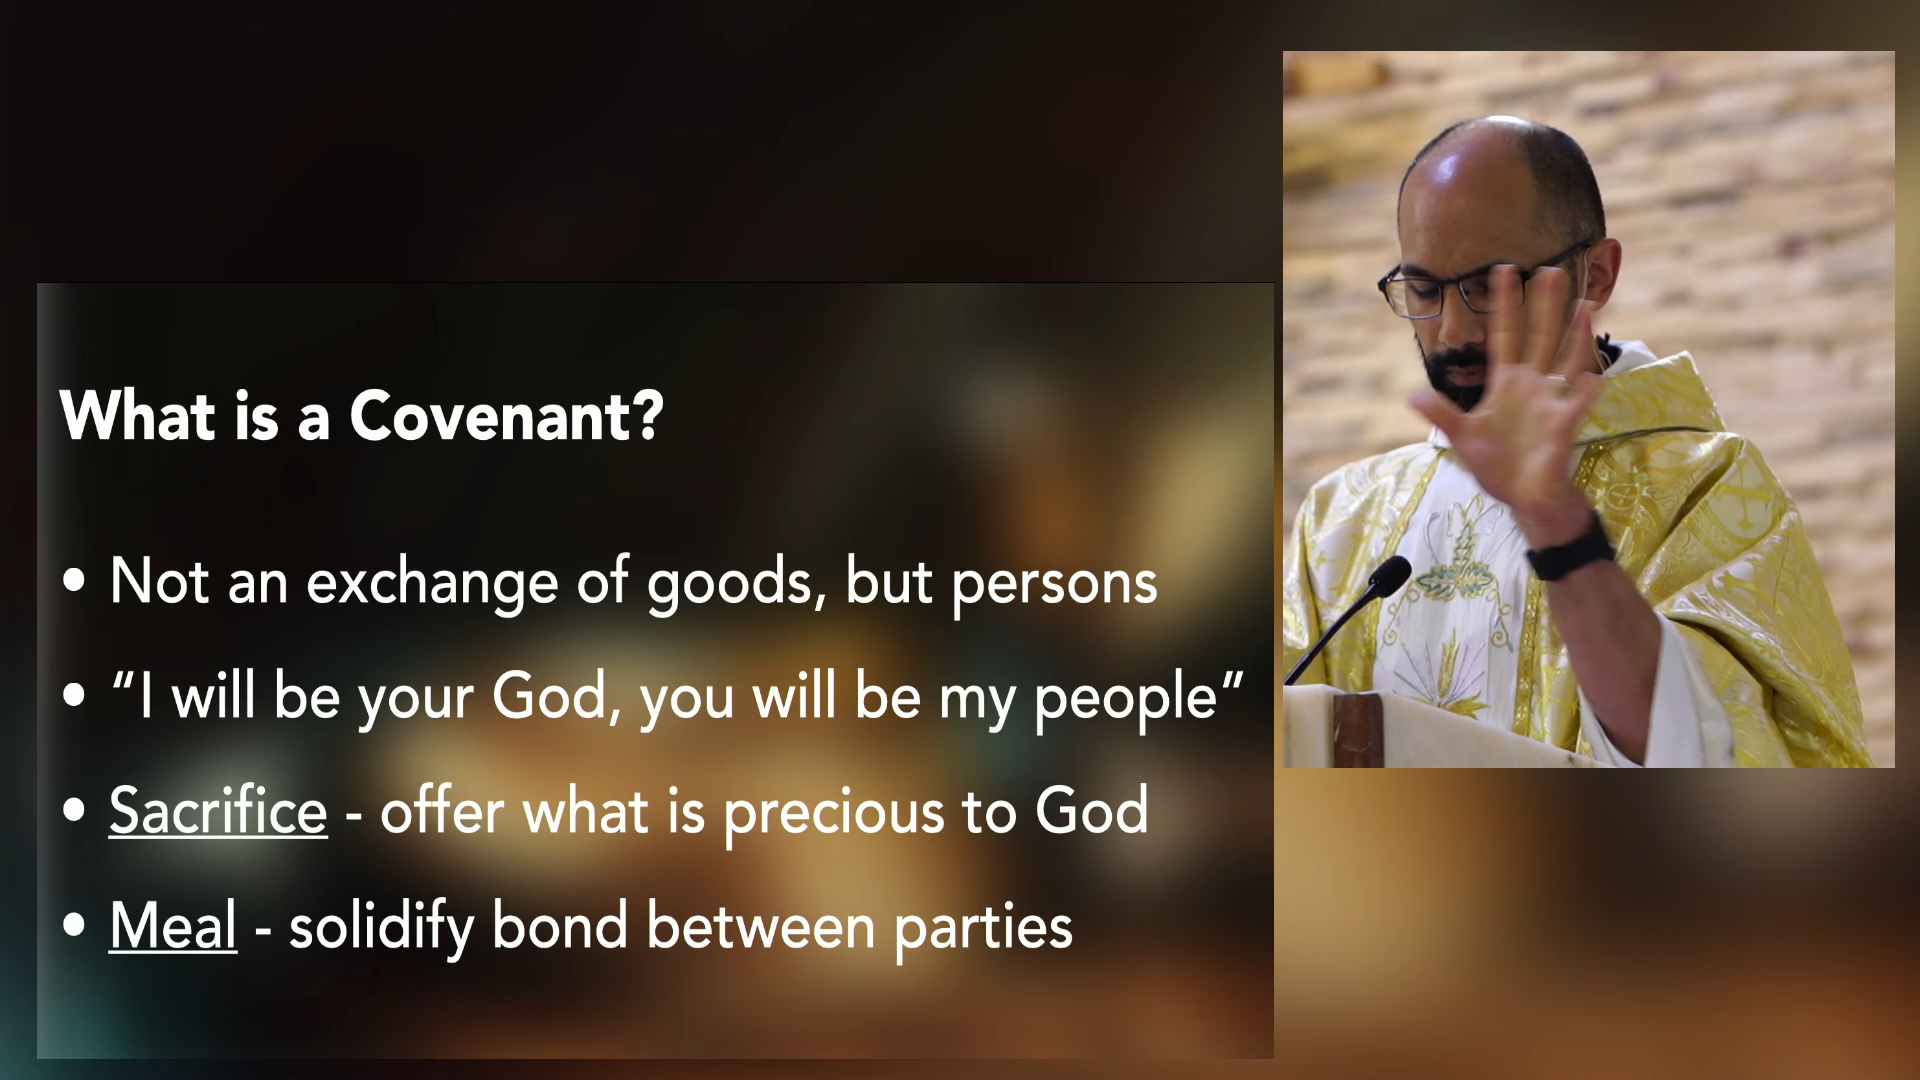 What is a Covenant?
• Not an exchange of goods, but persons
• “I will be your God, you will be my people”
• Sacrifice - offer what is precious to God
• Meal - solidify bond between parties